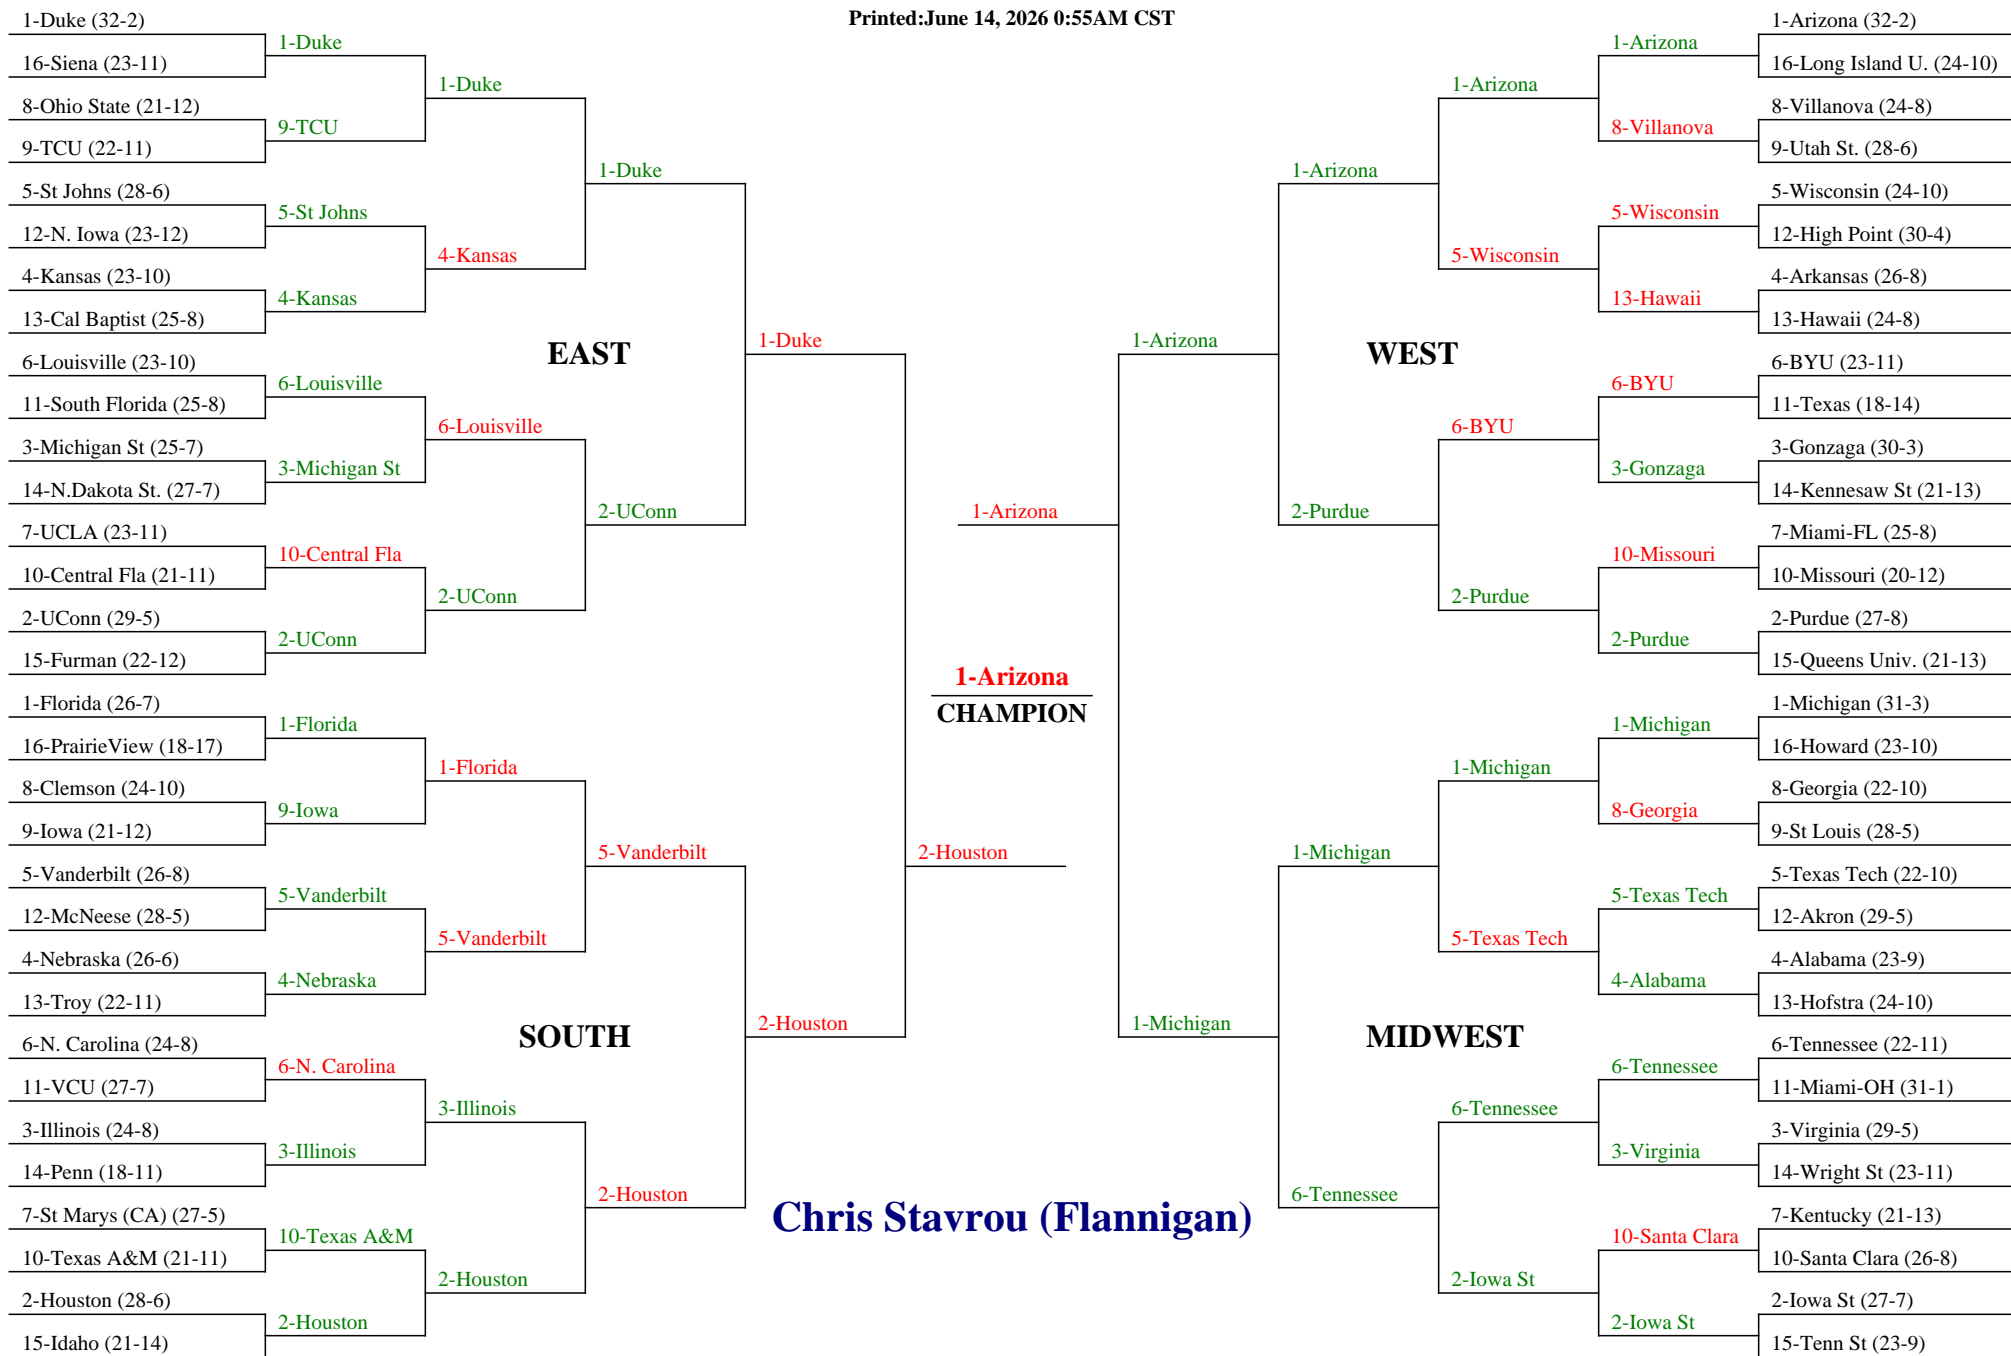 Printed:June 14, 2026 0:55AM CST
1-Duke (32-2)
16-Siena (23-11)
8-Ohio State (21-12)
9-TCU (22-11)
5-St Johns (28-6)
12-N. Iowa (23-12)
4-Kansas (23-10)
13-Cal Baptist (25-8)
6-Louisville (23-10)
11-South Florida (25-8)
3-Michigan St (25-7)
14-N.Dakota St. (27-7)
7-UCLA (23-11)
10-Central Fla (21-11)
2-UConn (29-5)
15-Furman (22-12)
1-Florida (26-7)
16-PrairieView (18-17)
8-Clemson (24-10)
9-Iowa (21-12)
5-Vanderbilt (26-8)
12-McNeese (28-5)
4-Nebraska (26-6)
13-Troy (22-11)
6-N. Carolina (24-8)
11-VCU (27-7)
3-Illinois (24-8)
14-Penn (18-11)
7-St Marys (CA) (27-5)
10-Texas A&M (21-11)
2-Houston (28-6)
15-Idaho (21-14)
1-Duke
9-TCU
5-St Johns
4-Kansas
6-Louisville
3-Michigan St
10-Central Fla
2-UConn
1-Florida
9-Iowa
5-Vanderbilt
4-Nebraska
6-N. Carolina
3-Illinois
10-Texas A&M
2-Houston
1-Duke
4-Kansas
6-Louisville
2-UConn
1-Florida
5-Vanderbilt
3-Illinois
2-Houston
EAST
SOUTH
1-Duke
2-UConn
5-Vanderbilt
2-Houston
1-Duke
2-Houston
1-Arizona
1-Arizona
CHAMPION
2-Houston
Chris Stavrou (Flannigan)
1-Arizona
1-Michigan
1-Arizona
2-Purdue
1-Michigan
6-Tennessee
WEST
MIDWEST
1-Arizona
5-Wisconsin
6-BYU
2-Purdue
1-Michigan
5-Texas Tech
6-Tennessee
2-Iowa St
1-Arizona
8-Villanova
5-Wisconsin
13-Hawaii
6-BYU
3-Gonzaga
10-Missouri
2-Purdue
1-Michigan
8-Georgia
5-Texas Tech
4-Alabama
6-Tennessee
3-Virginia
10-Santa Clara
2-Iowa St
1-Arizona (32-2)
16-Long Island U. (24-10)
8-Villanova (24-8)
9-Utah St. (28-6)
5-Wisconsin (24-10)
12-High Point (30-4)
4-Arkansas (26-8)
13-Hawaii (24-8)
6-BYU (23-11)
11-Texas (18-14)
3-Gonzaga (30-3)
14-Kennesaw St (21-13)
7-Miami-FL (25-8)
10-Missouri (20-12)
2-Purdue (27-8)
15-Queens Univ. (21-13)
1-Michigan (31-3)
16-Howard (23-10)
8-Georgia (22-10)
9-St Louis (28-5)
5-Texas Tech (22-10)
12-Akron (29-5)
4-Alabama (23-9)
13-Hofstra (24-10)
6-Tennessee (22-11)
11-Miami-OH (31-1)
3-Virginia (29-5)
14-Wright St (23-11)
7-Kentucky (21-13)
10-Santa Clara (26-8)
2-Iowa St (27-7)
15-Tenn St (23-9)